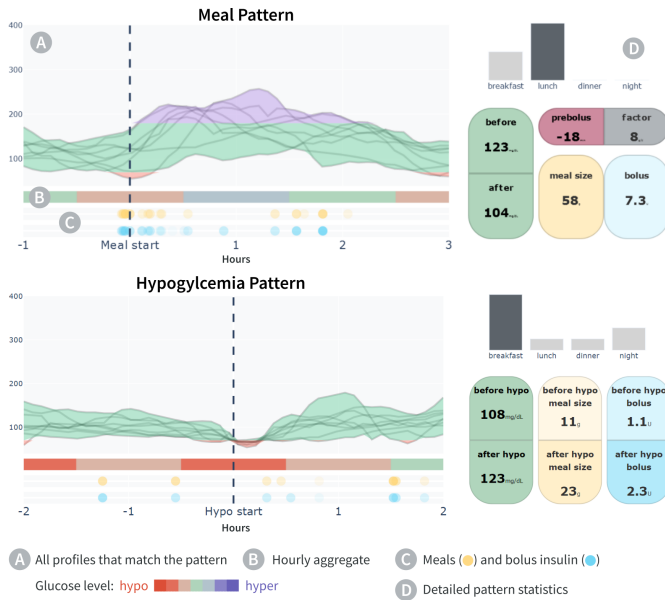 Meal Pattern
400
300
200
100
A
B
C
-1
Meal start
1
2
3
Hours
D
breakfast
lunch
dinner
night
before
123
after
104
prebolus
-18
factor
8
meal size
58
bolus
7.3
Hypogylcemia Pattern
400
300
200
100
-2
-1
Hypo start
1
2
Hours
breakfast
lunch
dinner
night
before hypo
108 mg/dL
after hypo
123 mg/dL
before hypo
meal size
11g
after hypo
meal size
23g
before hypo
bolus
1.1U
after hypo
bolus
2.3U
A All profiles that match the pattern
B Hourly aggregate
C Meals ( ) and bolus insulin ( )
Glucose level: hypo hyper
D Detailed pattern statistics